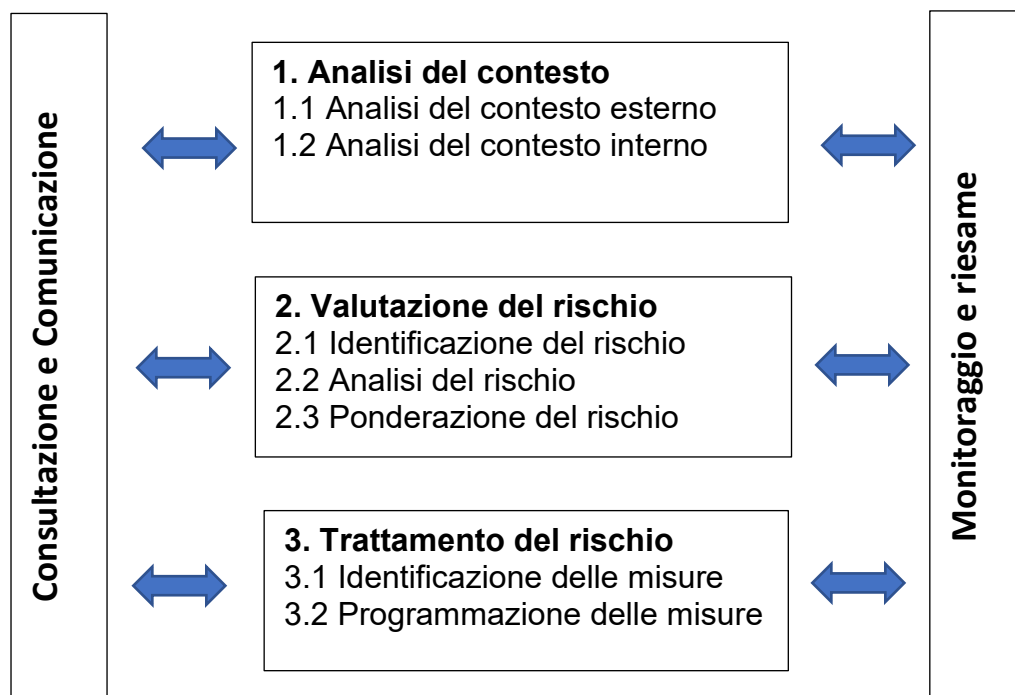 Consultazione e Comunicazione
1. Analisi del contesto
1.1 Analisi del contesto esterno
1.2 Analisi del contesto interno
2. Valutazione del rischio
2.1 Identificazione del rischio
2.2 Analisi del rischio
2.3 Ponderazione del rischio
3. Trattamento del rischio
3.1 Identificazione delle misure
3.2 Programmazione delle misure
Monitoraggio e riesame